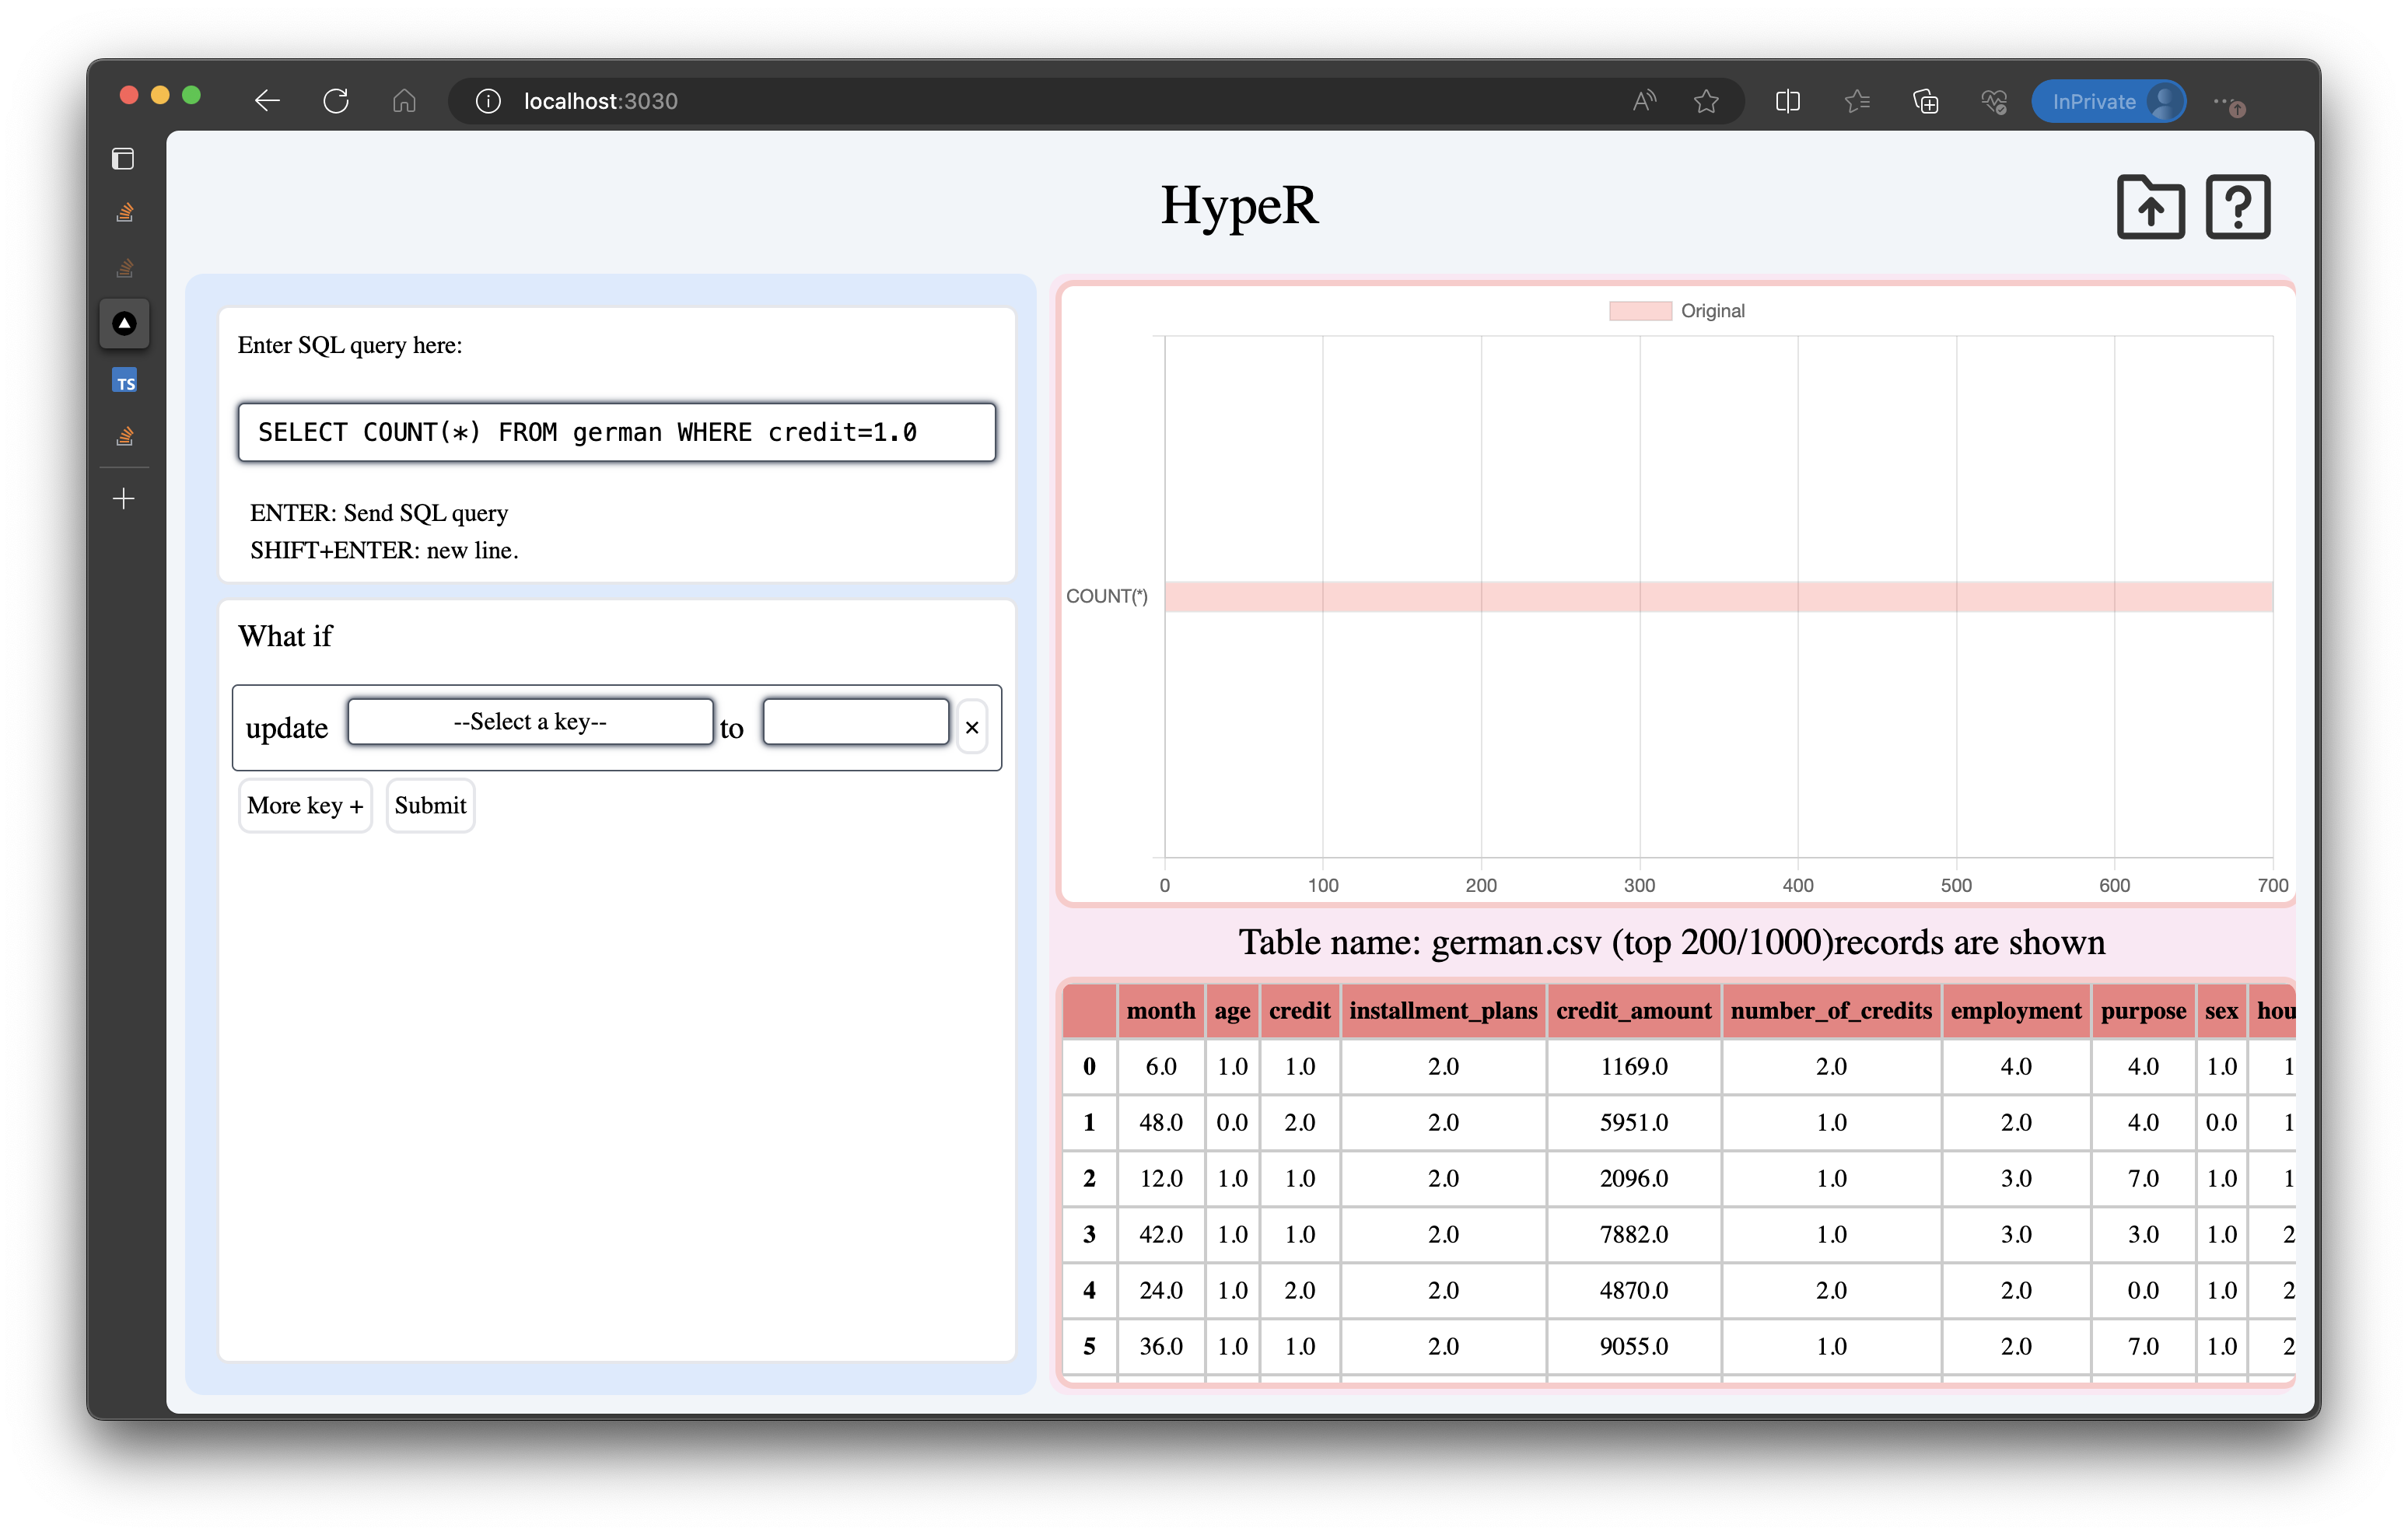 localhost:3030
InPrivate
TS
HypeR
Enter SQL query here:
SELECT COUNT(*) FROM german WHERE credit=1.0
ENTER: Send SQL query
SHIFT+ENTER: new line.
What if
update --Select a key-- to ×
More key + Submit
Original
COUNT(*)
0 100 200 300 400 500 600 700
Table name: german.csv (top 200/1000)records are shown
month age credit installment_plans credit_amount number_of_credits employment purpose sex hou
0 6.0 1.0 1.0 2.0 1169.0 2.0 4.0 4.0 1.0 1
1 48.0 0.0 2.0 2.0 5951.0 1.0 2.0 4.0 0.0 1
2 12.0 1.0 1.0 2.0 2096.0 1.0 3.0 7.0 1.0 1
3 42.0 1.0 1.0 2.0 7882.0 1.0 3.0 3.0 1.0 2
4 24.0 1.0 2.0 2.0 4870.0 2.0 2.0 0.0 1.0 2
5 36.0 1.0 1.0 2.0 9055.0 1.0 2.0 7.0 1.0 2